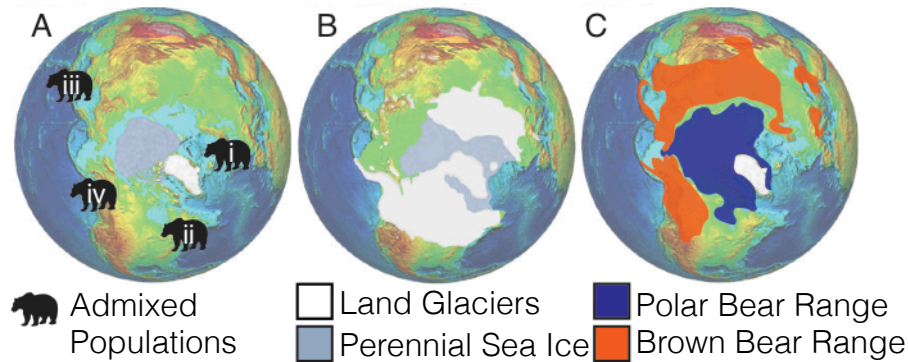 A
B
C
iii
i
iv
ii
Admixed
Populations
Land Glaciers
Perennial Sea Ice
Polar Bear Range
Brown Bear Range